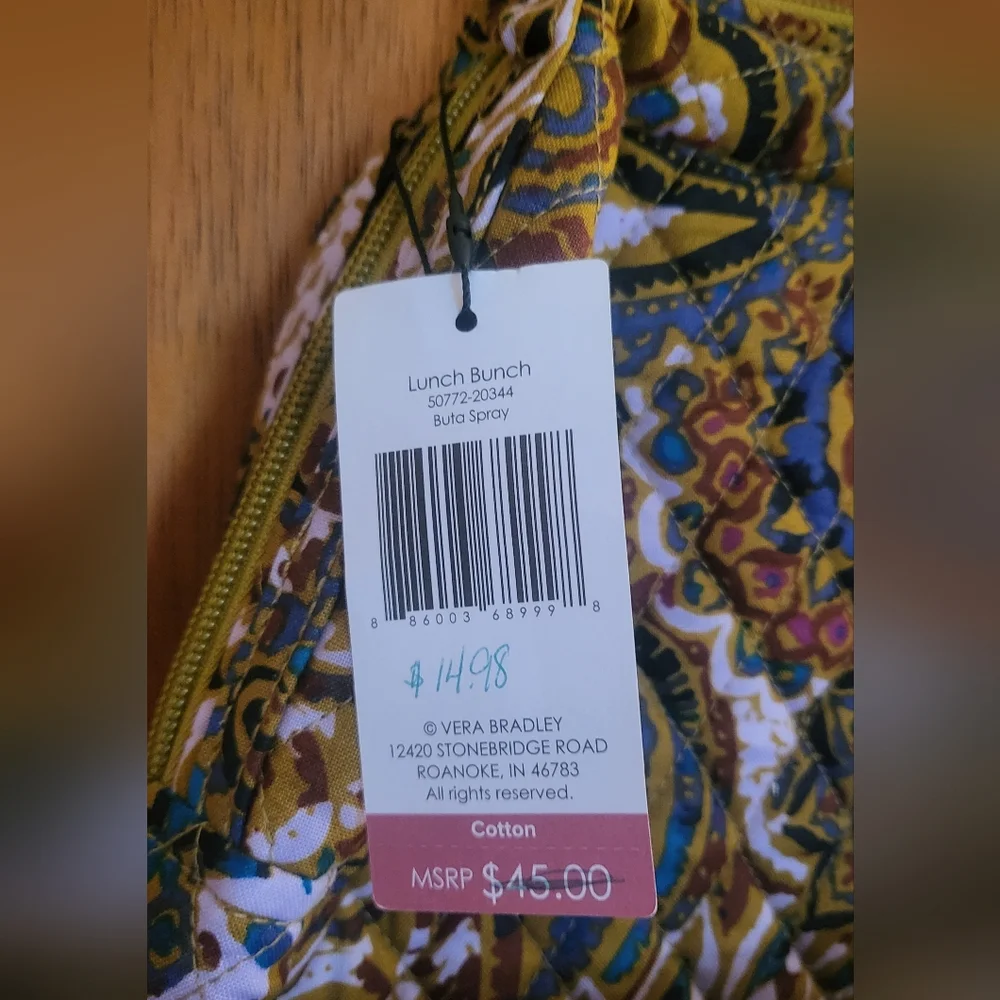 Lunch Bunch
50772-20344
Buta Spray
8 86003 68999 8
$14.98
© VERA BRADLEY
12420 STONEBRIDGE ROAD
ROANOKE, IN 46783
All rights reserved.
Cotton
MSRP $45.00